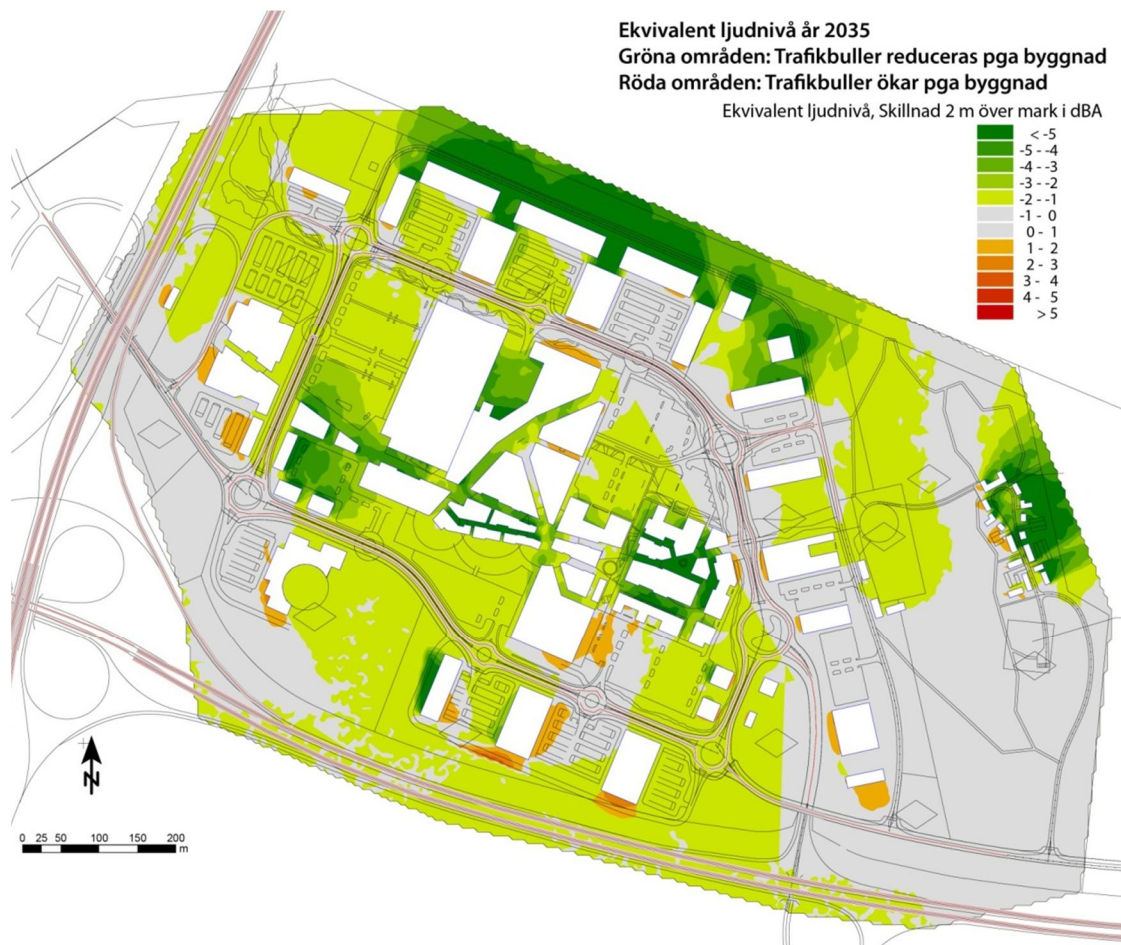 Ekvivalent ljudnivå år 2035
Gröna områden: Trafikbuller reduceras pga byggnad
Röda områden: Trafikbuller ökar pga byggnad
Ekvivalent ljudnivå, Skillnad 2 m över mark i dBA
< -5
-5 - -4
-4 - -3
-3 - -2
-2 - -1
-1 - 0
0 - 1
1 - 2
2 - 3
3 - 4
4 - 5
> 5
N
0 25 50 100 150 200
m